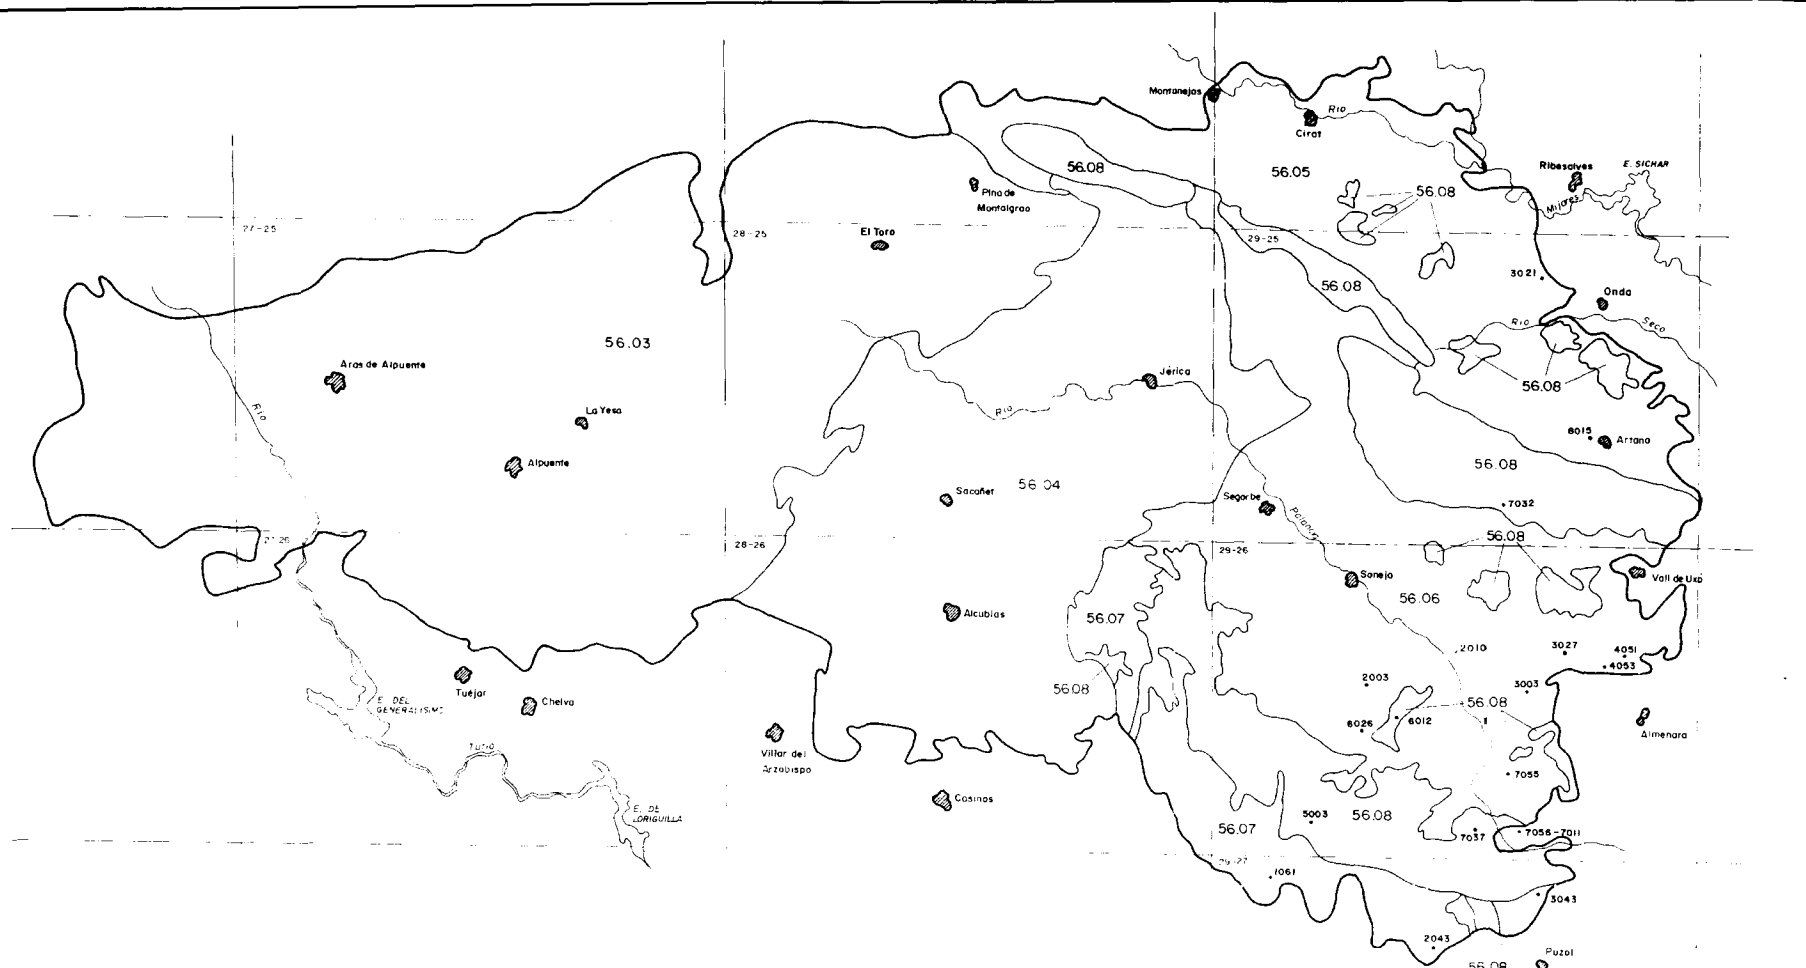 Montanejos
Rio
Cirat
56.08
56.05
Ribesalves
E. SICHAR
56.08
Pina de
Montalgrao
Mijares
27-25
28-25
El Toro
29-25
3021
56.08
Onda
Rio
Seco
56.03
Aras de Alpuente
Jérica
56.08
La Yesa
Rio
Rio
8015
Artana
Alpuente
56.08
Sacañet
56.04
Segorbe
Palancia
7032
28-26
29-26
56.08
Soneja
Vall de Uxo
56.06
Alcublas
56.07
2010
3027
4051
4053
Tuéjar
56.08
2003
3003
E. DEL
GENERALISIMO
Chelva
56.08
6026
6012
Almenara
Villar del
Arzobispo
Turia
7055
Casinos
E. DE
LORIGUILLA
56.07
5003
56.08
7037
7056-7011
29-27
1061
3043
2043
Puzol
56.08